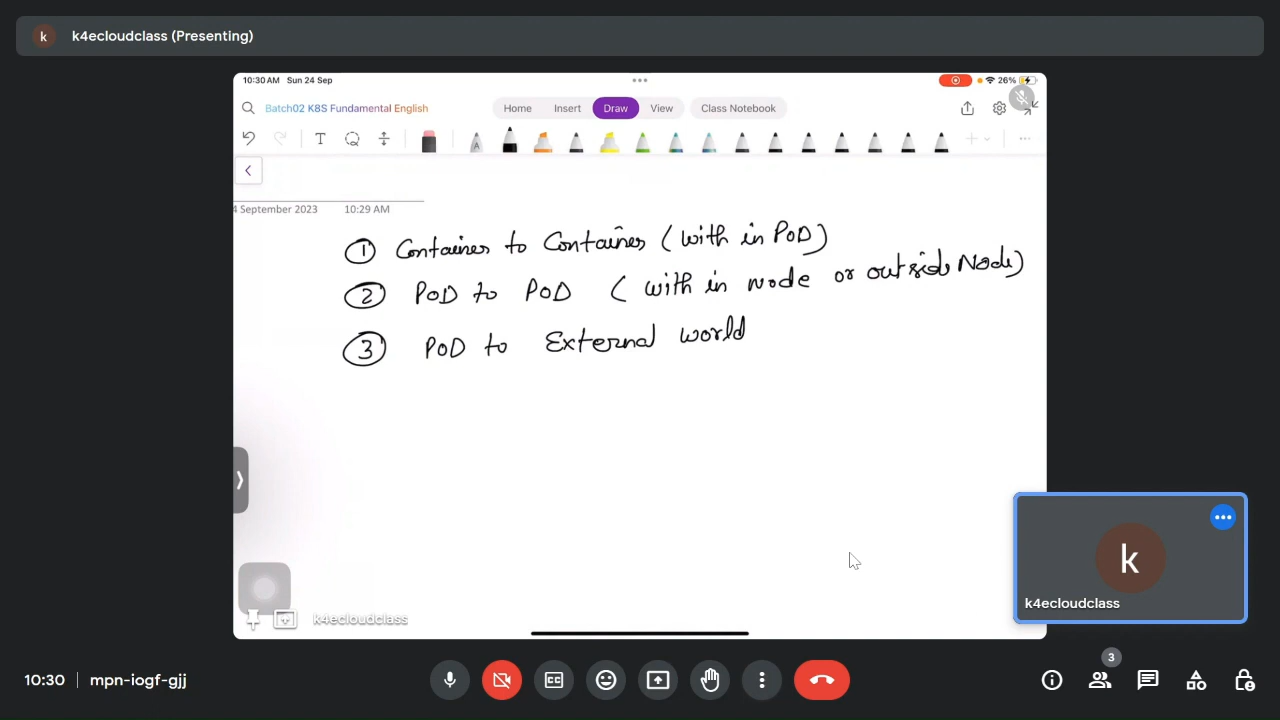 k k4ecloudclass (Presenting)
10:30 AM Sun 24 Sep
26%
Batch02 K8S Fundamental English
Home Insert Draw View Class Notebook
T
A
4 September 2023 10:29 AM
① Container to Container (with in POD)
② POD to POD (with in node or outside Node)
③ POD to External world
k4ecloudclass
k
k4ecloudclass
3
10:30 mpn-iogf-gjj
CC